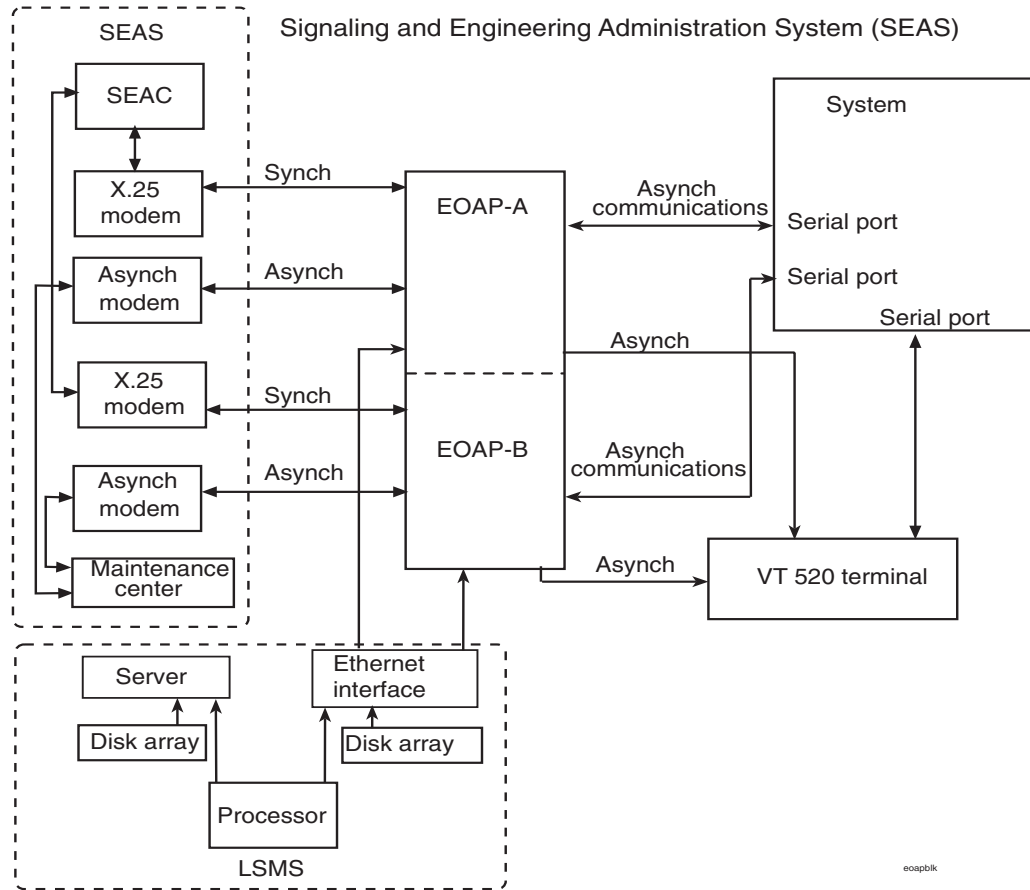 SEAS
Signaling and Engineering Administration System (SEAS)
SEAC
System
X.25
modem
Synch
EOAP-A
Asynch
communications
Serial port
Asynch
modem
Asynch
Serial port
Serial port
Asynch
X.25
modem
Synch
EOAP-B
Asynch
communications
Asynch
modem
Asynch
Maintenance
center
Asynch
VT 520 terminal
Server
Ethernet
interface
Disk array
Disk array
Processor
LSMS
eoapblk